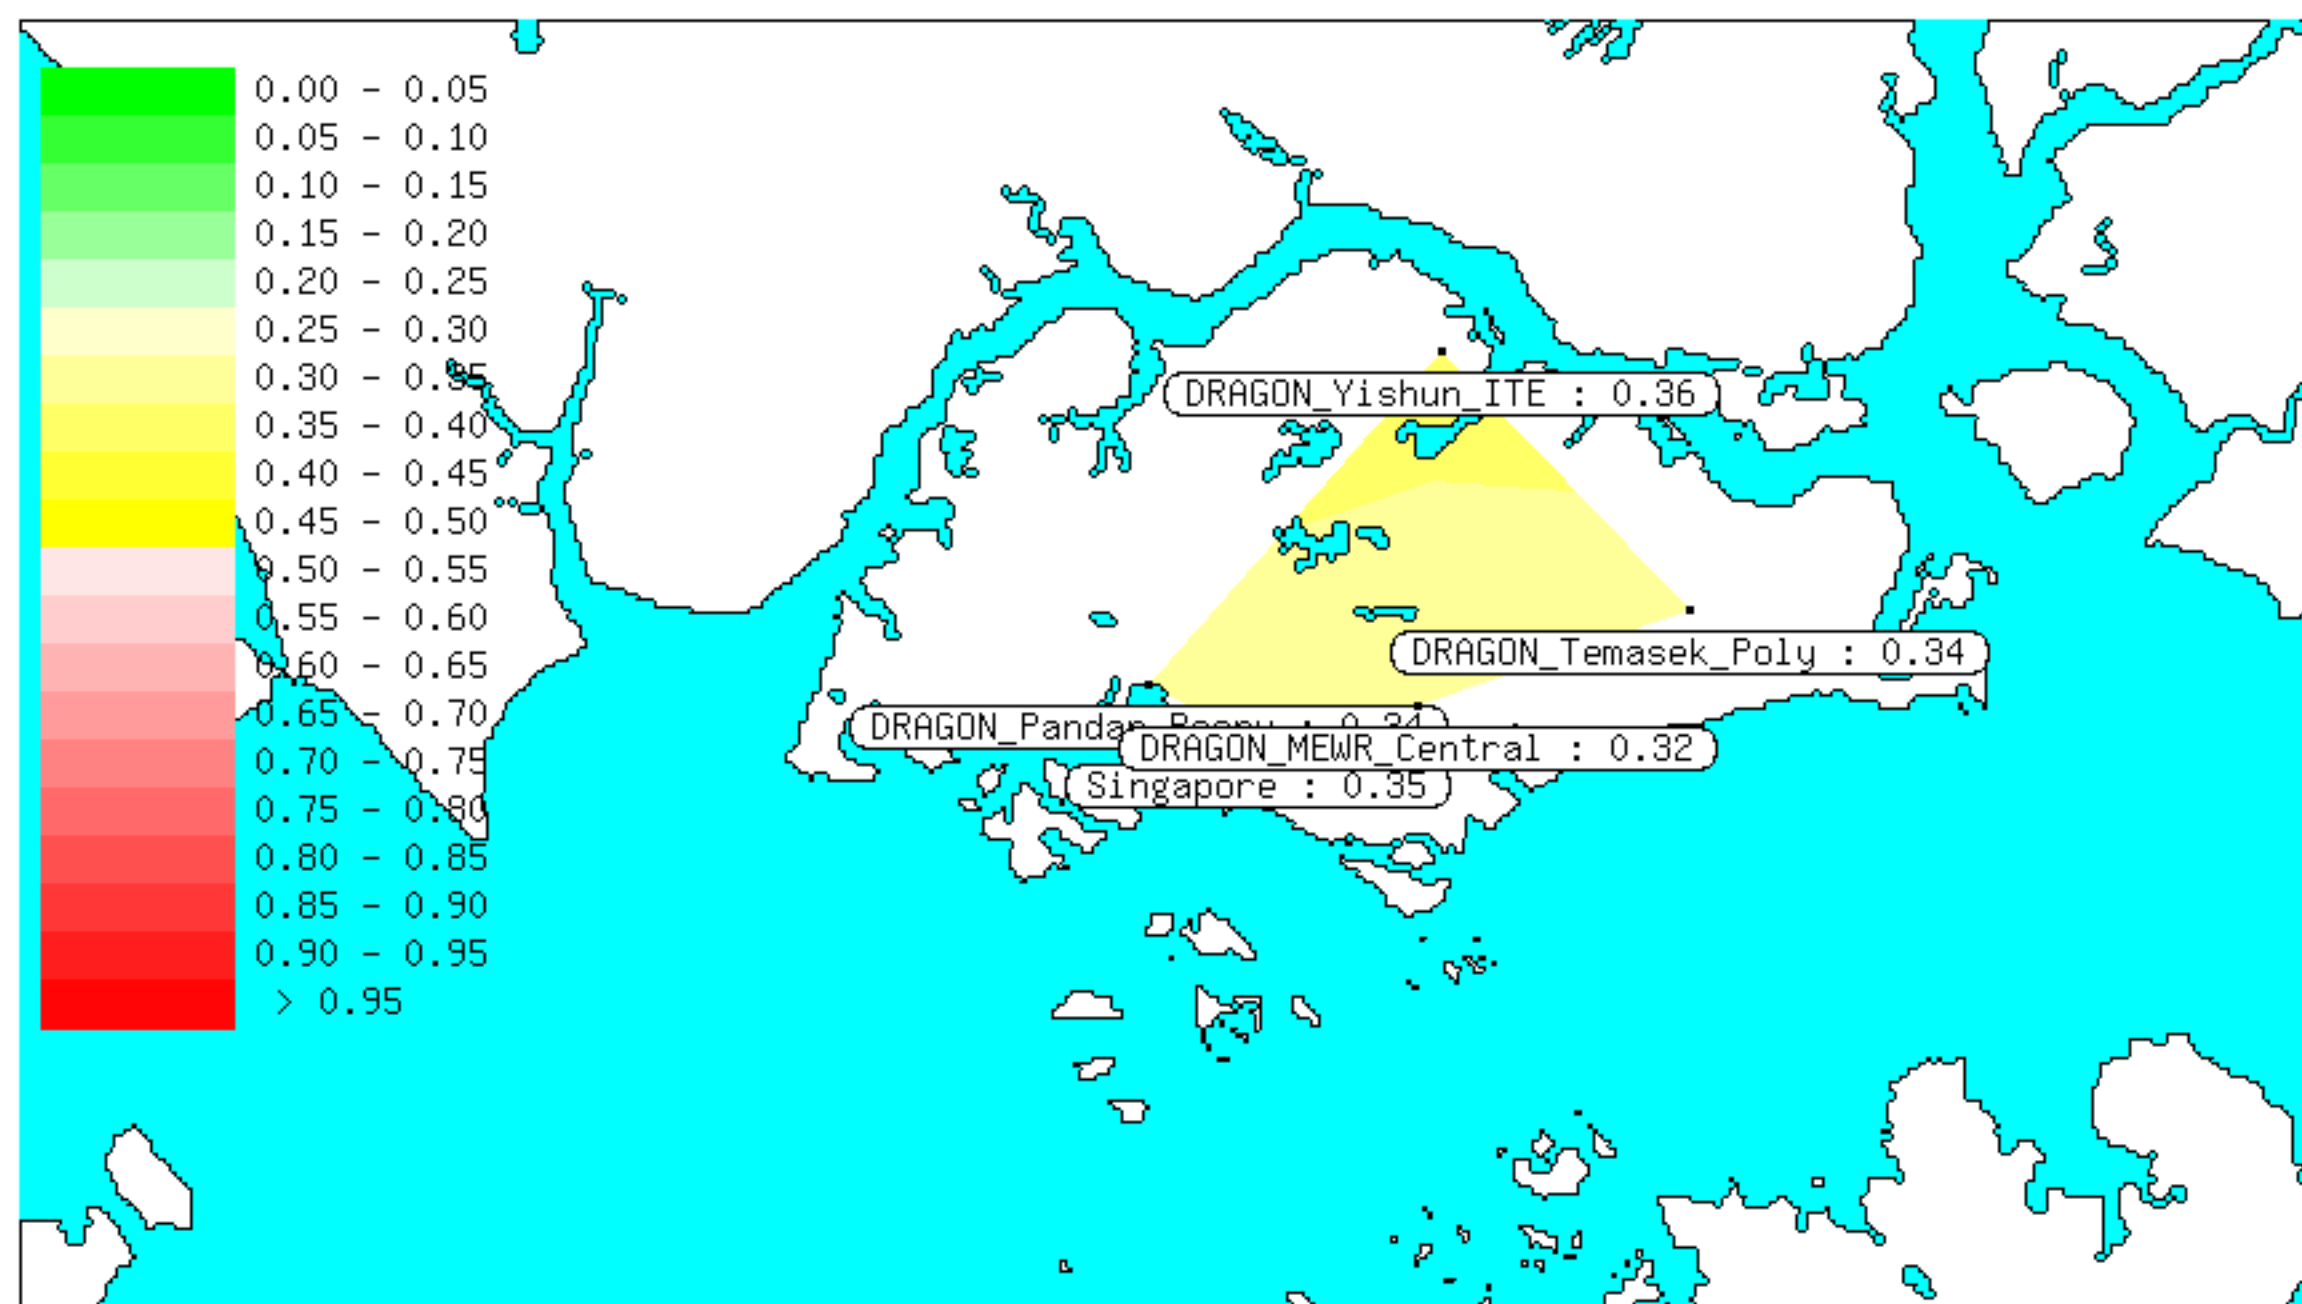 0.00 - 0.05
0.05 - 0.10
0.10 - 0.15
0.15 - 0.20
0.20 - 0.25
0.25 - 0.30
0.30 - 0.35
0.35 - 0.40
0.40 - 0.45
0.45 - 0.50
0.50 - 0.55
0.55 - 0.60
0.60 - 0.65
0.65 - 0.70
0.70 - 0.75
0.75 - 0.80
0.80 - 0.85
0.85 - 0.90
0.90 - 0.95
> 0.95
DRAGON_Yishun_ITE : 0.36
DRAGON_Temasek_Poly : 0.34
: 0.34
DRAGON_MEWR_Central : 0.32
Singapore : 0.35